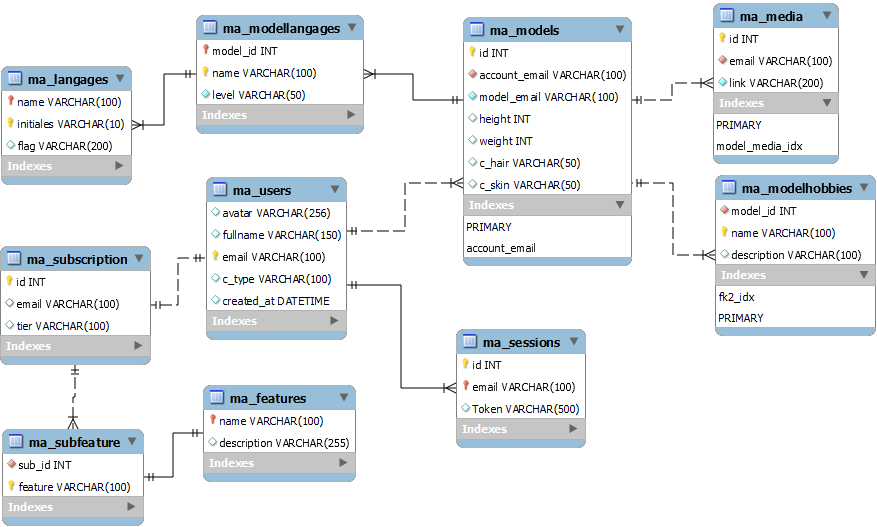 ma_langages
name VARCHAR(100)
initiales VARCHAR(10)
flag VARCHAR(200)
Indexes
ma_modellangages
model_id INT
name VARCHAR(100)
level VARCHAR(50)
Indexes
ma_models
id INT
account_email VARCHAR(100)
model_email VARCHAR(100)
height INT
weight INT
c_hair VARCHAR(50)
c_skin VARCHAR(50)
Indexes
PRIMARY
account_email
ma_media
id INT
email VARCHAR(100)
link VARCHAR(200)
Indexes
PRIMARY
model_media_idx
ma_modelhobbies
model_id INT
name VARCHAR(100)
description VARCHAR(100)
Indexes
fk2_idx
PRIMARY
ma_users
avatar VARCHAR(256)
fullname VARCHAR(150)
email VARCHAR(100)
c_type VARCHAR(100)
created_at DATETIME
Indexes
ma_subscription
id INT
email VARCHAR(100)
tier VARCHAR(100)
Indexes
ma_sessions
id INT
email VARCHAR(100)
Token VARCHAR(500)
Indexes
ma_features
name VARCHAR(100)
description VARCHAR(255)
Indexes
ma_subfeature
sub_id INT
feature VARCHAR(100)
Indexes